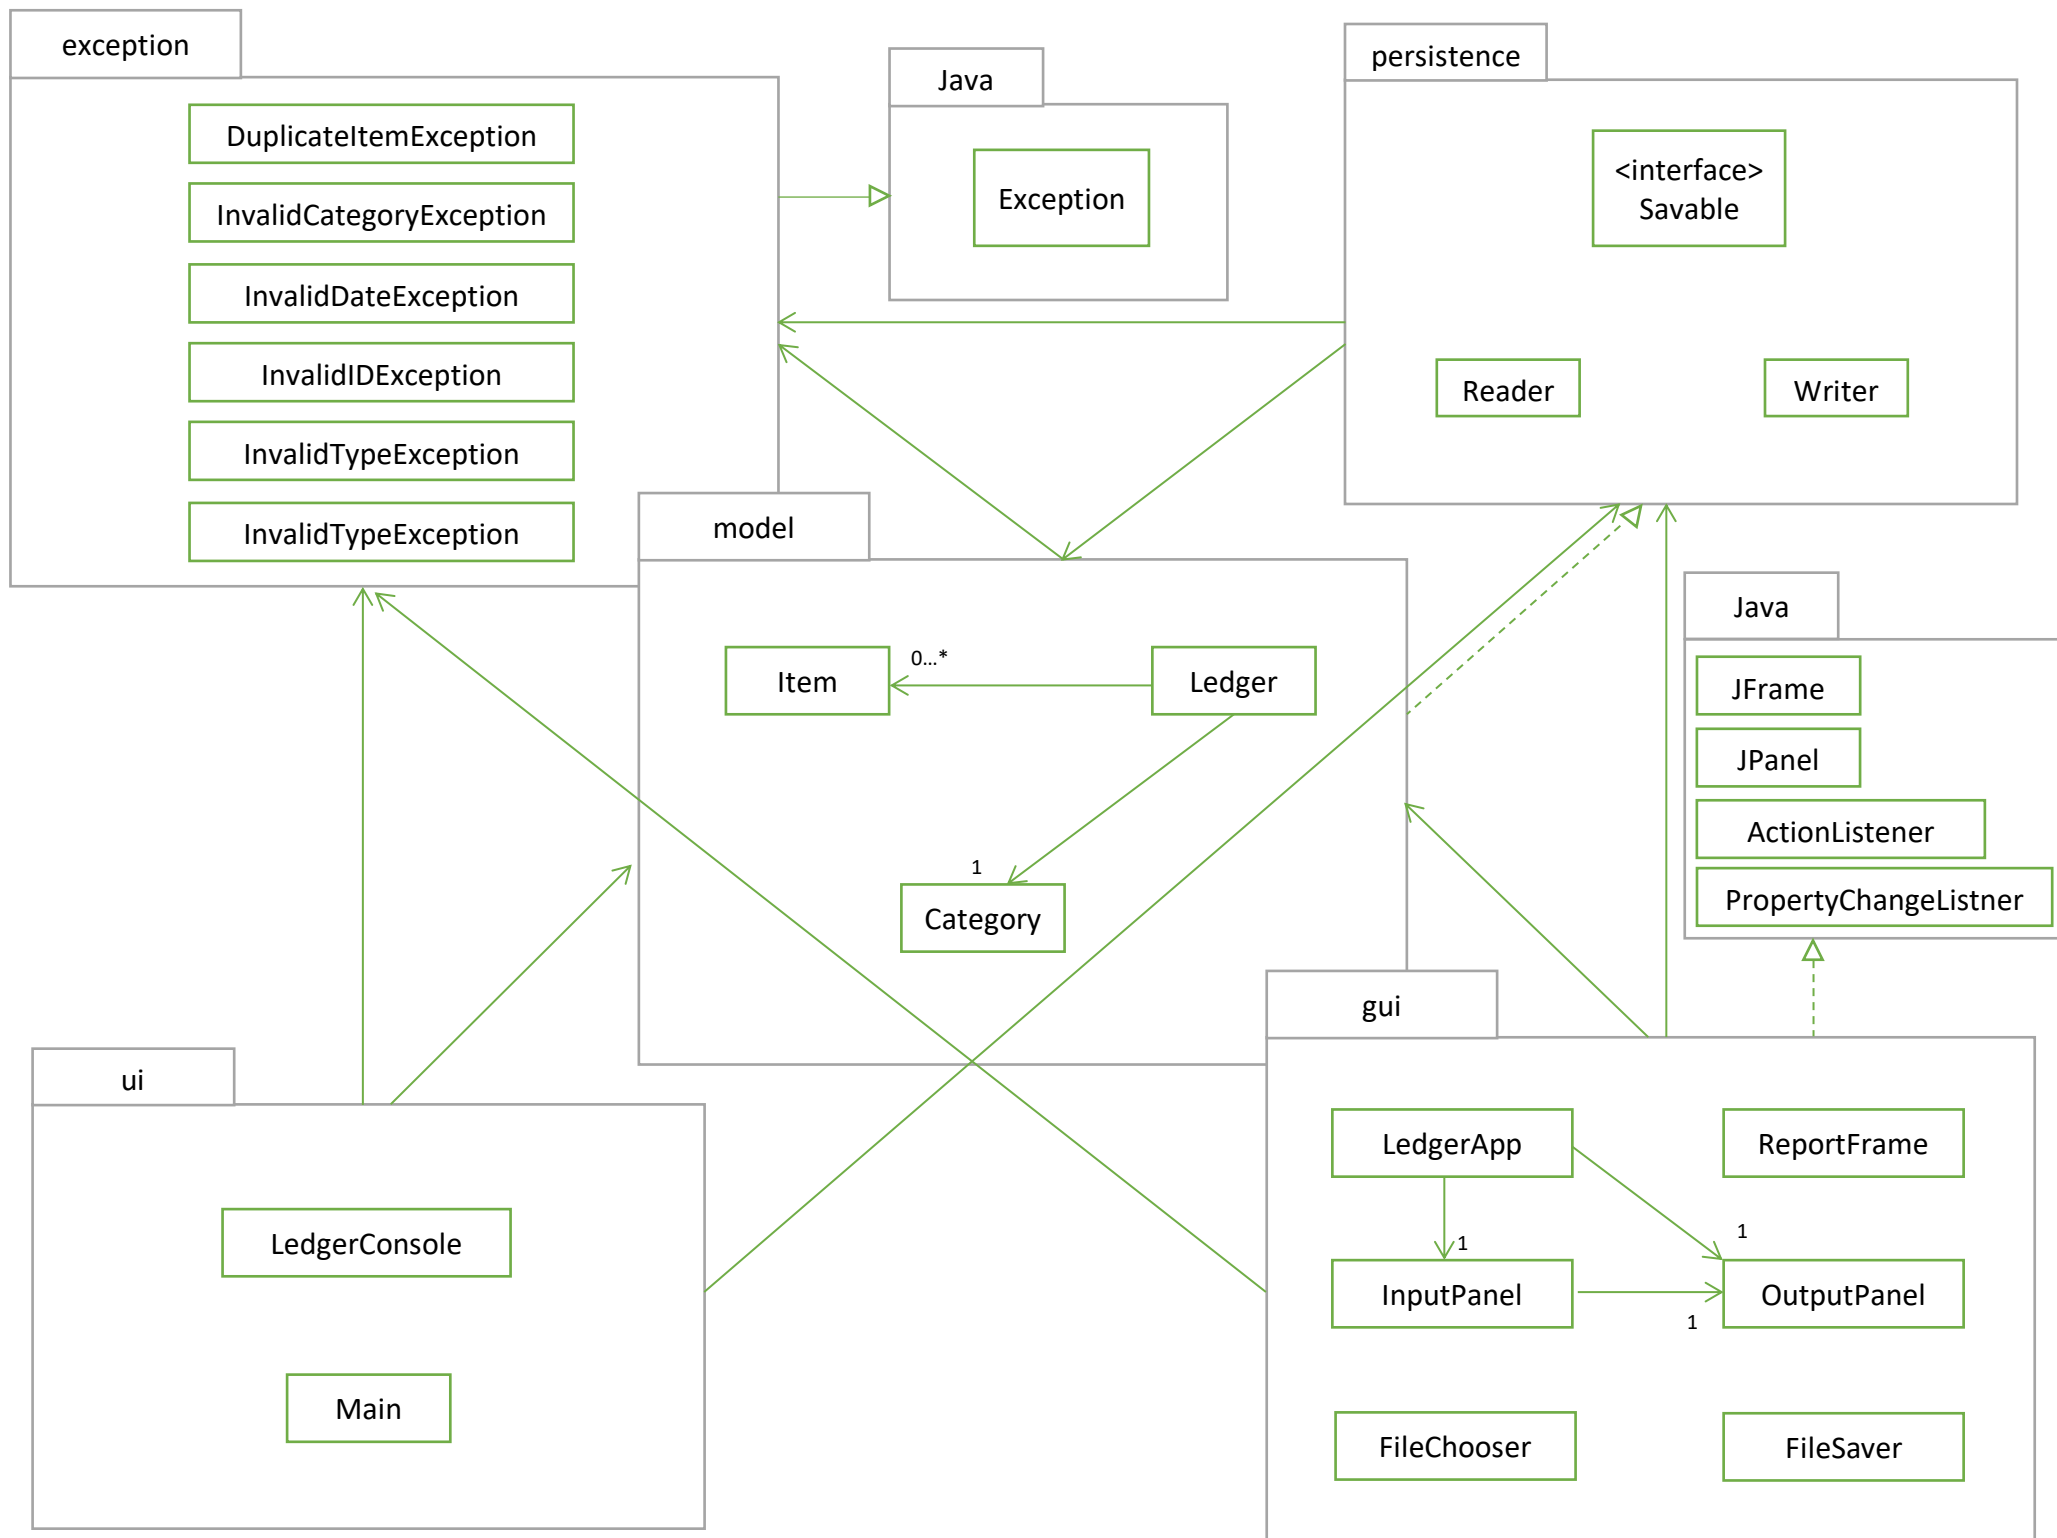 exception
DuplicateItemException
InvalidCategoryException
InvalidDateException
InvalidIDException
InvalidTypeException
InvalidTypeException
Java
Exception
persistence
<interface>
Savable
Reader
Writer
model
Item
0...*
Ledger
1
Category
Java
JFrame
JPanel
ActionListener
PropertyChangeListner
ui
LedgerConsole
Main
gui
LedgerApp
ReportFrame
1
1
InputPanel
OutputPanel
1
FileChooser
FileSaver